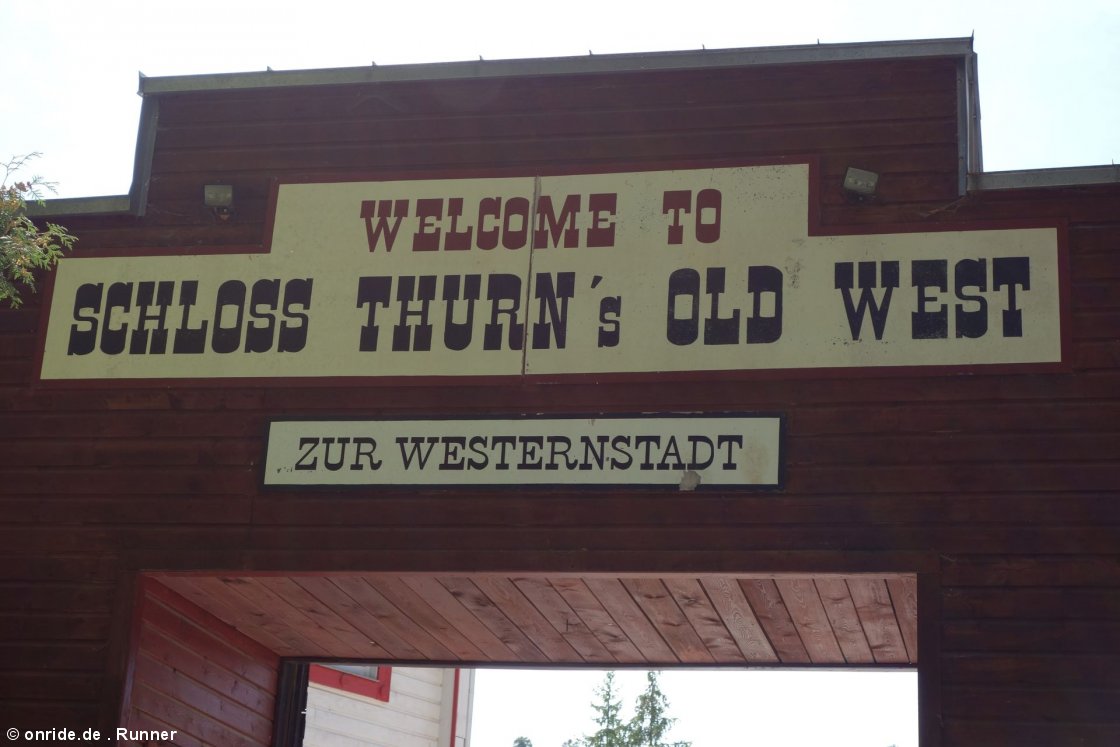 WELCOME TO
SCHLOSS THURN´s OLD WEST
ZUR WESTERNSTADT
© onride.de . Runner